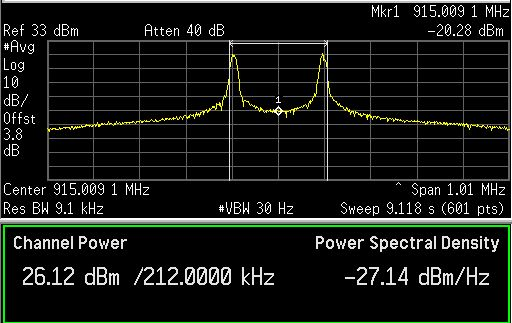 Mkr1 915.009 1 MHz
Ref 33 dBm Atten 40 dB -20.28 dBm
#Avg
Log
10
dB/
Offst
3.8
dB
1
Center 915.009 1 MHz ^ Span 1.01 MHz
Res BW 9.1 kHz #VBW 30 Hz Sweep 9.118 s (601 pts)
Channel Power Power Spectral Density
26.12 dBm /212.0000 kHz -27.14 dBm/Hz